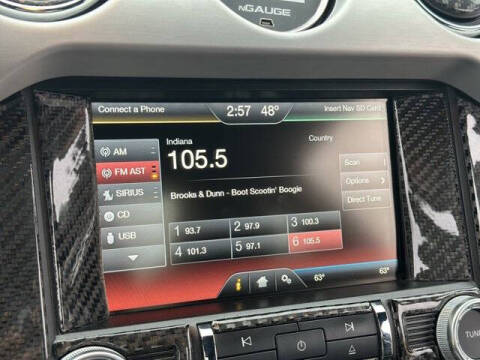 nGAUGE
Connect a Phone
2:57 48°
Insert Nav SD Card
AM
FM AST
SIRIUS
CD
USB
Indiana
Country
105.5
Brooks & Dunn - Boot Scootin' Boogie
Scan
Options >
Direct Tune
1 93.7
2 97.9
3 100.3
4 101.3
5 97.1
6 105.5
63°
63°
TUNE